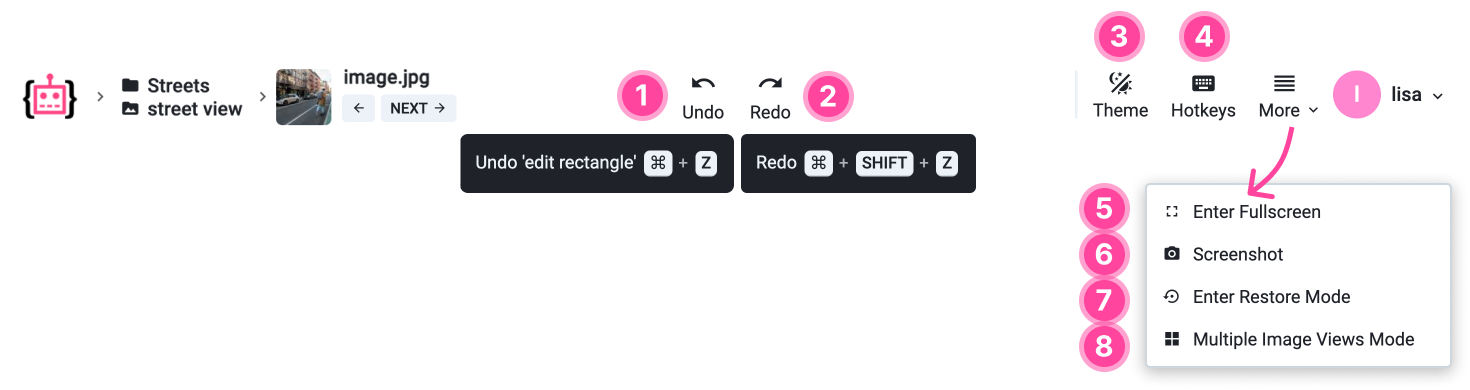 Streets
street view
image.jpg
← NEXT →
1
Undo
Redo
2
3
4
Theme
Hotkeys
More
l
lisa
Undo 'edit rectangle' ⌘ + Z
Redo ⌘ + SHIFT + Z
5
Enter Fullscreen
6
Screenshot
7
Enter Restore Mode
8
Multiple Image Views Mode